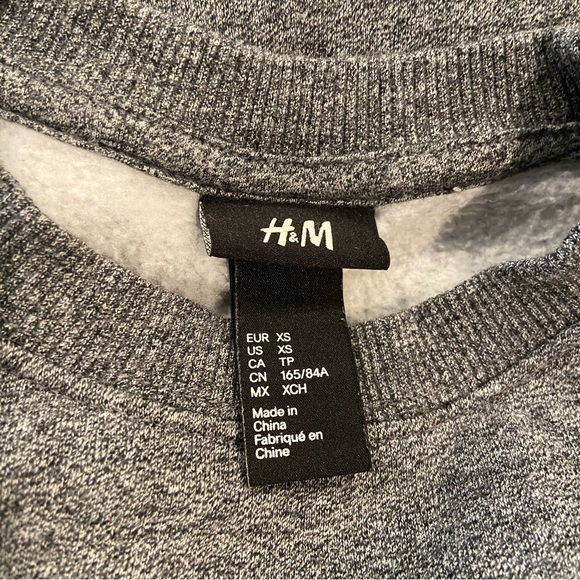 H&M
EUR XS
US XS
CA TP
CN 165/84A
MX XCH
Made in
China
Fabriqué en
Chine